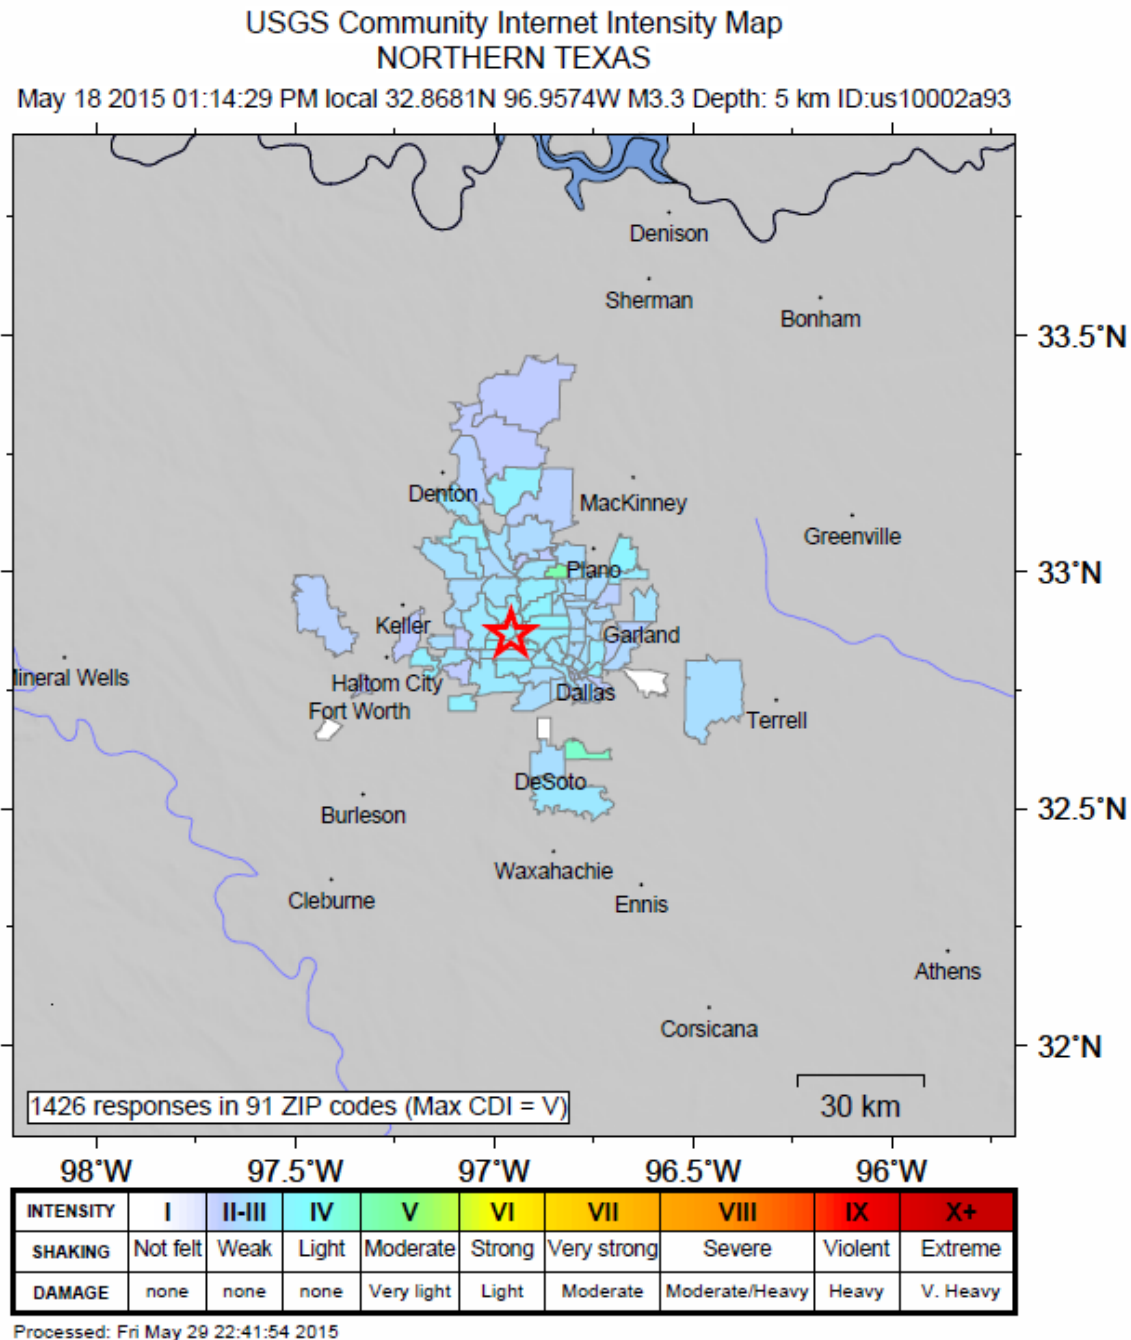 USGS Community Internet Intensity Map
NORTHERN TEXAS
May 18 2015 01:14:29 PM local 32.8681N 96.9574W M3.3 Depth: 5 km ID:us10002a93
Denison
Sherman
Bonham
33.5°N
Denton
MacKinney
Greenville
Plano
33°N
Keller
Garland
Mineral Wells
Haltom City
Dallas
Fort Worth
Terrell
DeSoto
32.5°N
Burleson
Waxahachie
Cleburne
Ennis
Athens
Corsicana
32°N
1426 responses in 91 ZIP codes (Max CDI = V)
30 km
98°W 97.5°W 97°W 96.5°W 96°W
INTENSITY I II-III IV V VI VII VIII IX X+
SHAKING Not felt Weak Light Moderate Strong Very strong Severe Violent Extreme
DAMAGE none none none Very light Light Moderate Moderate/Heavy Heavy V. Heavy
Processed: Fri May 29 22:41:54 2015